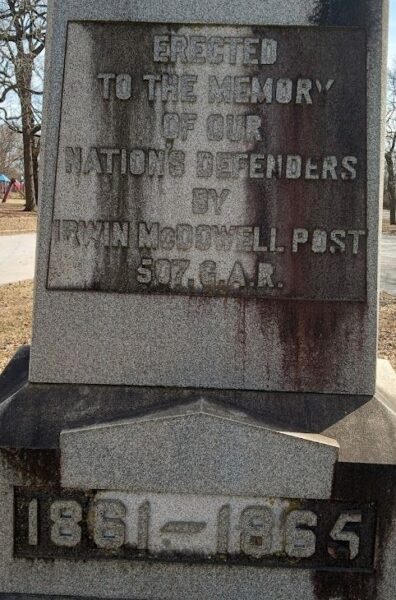 ERECTED
TO THE MEMORY
OF OUR
NATION'S DEFENDERS
BY
IRWIN McDOWELL POST
507, G.A.R.
1861-1865